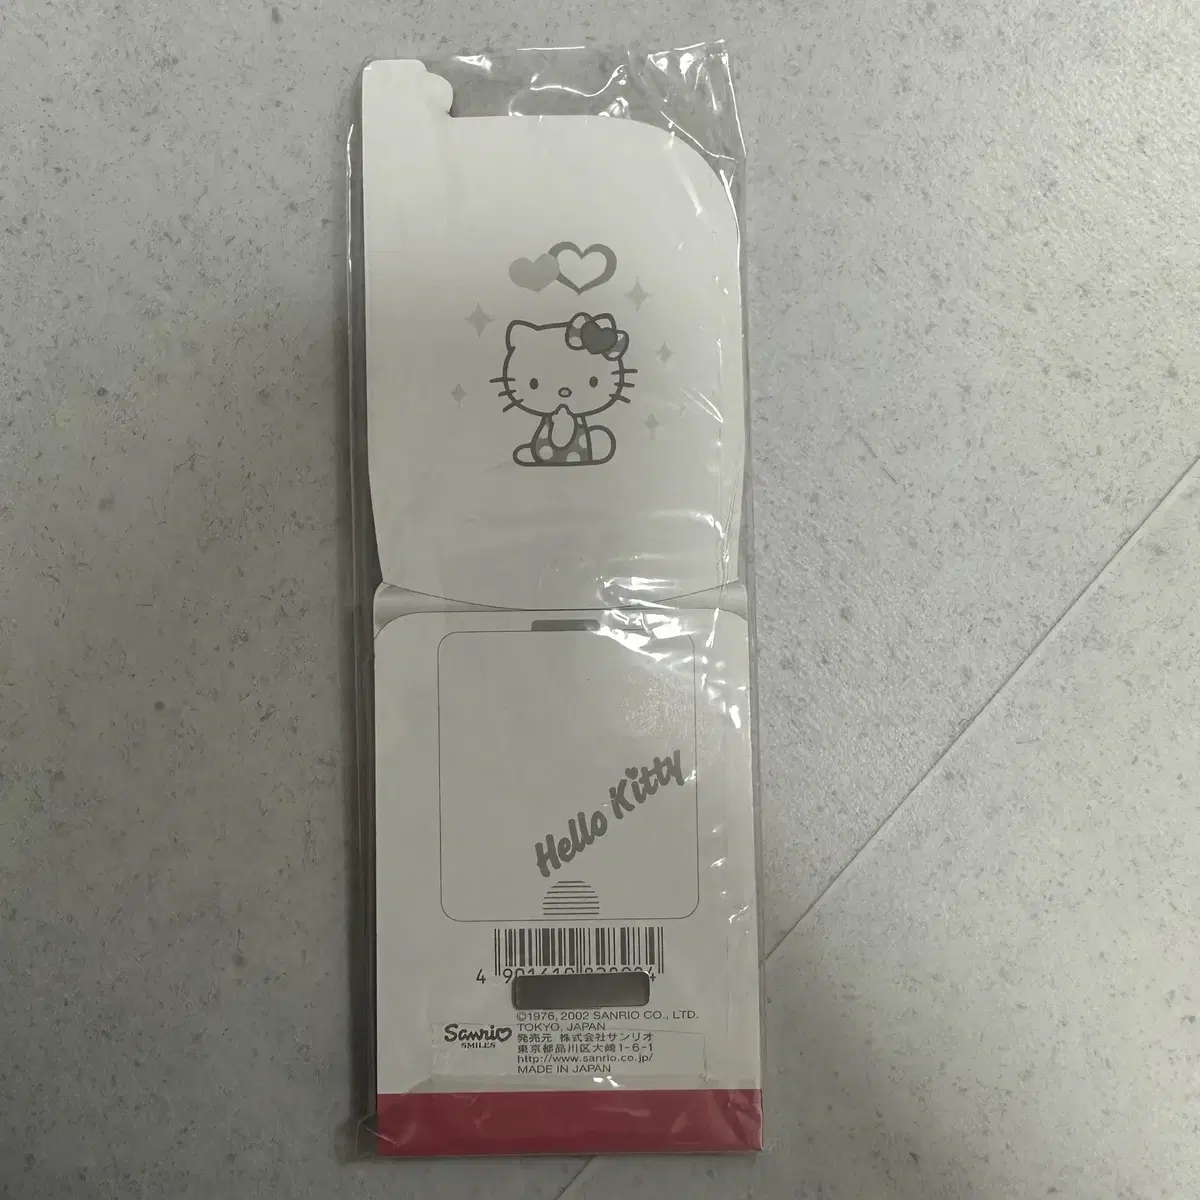 Hello Kitty
4 901610
Sanrio
SMILES
©1976, 2002 SANRIO CO., LTD.
TOKYO, JAPAN
発売元 株式会社サンリオ
東京都品川区大崎1-6-1
http://www.sanrio.co.jp/
MADE IN JAPAN